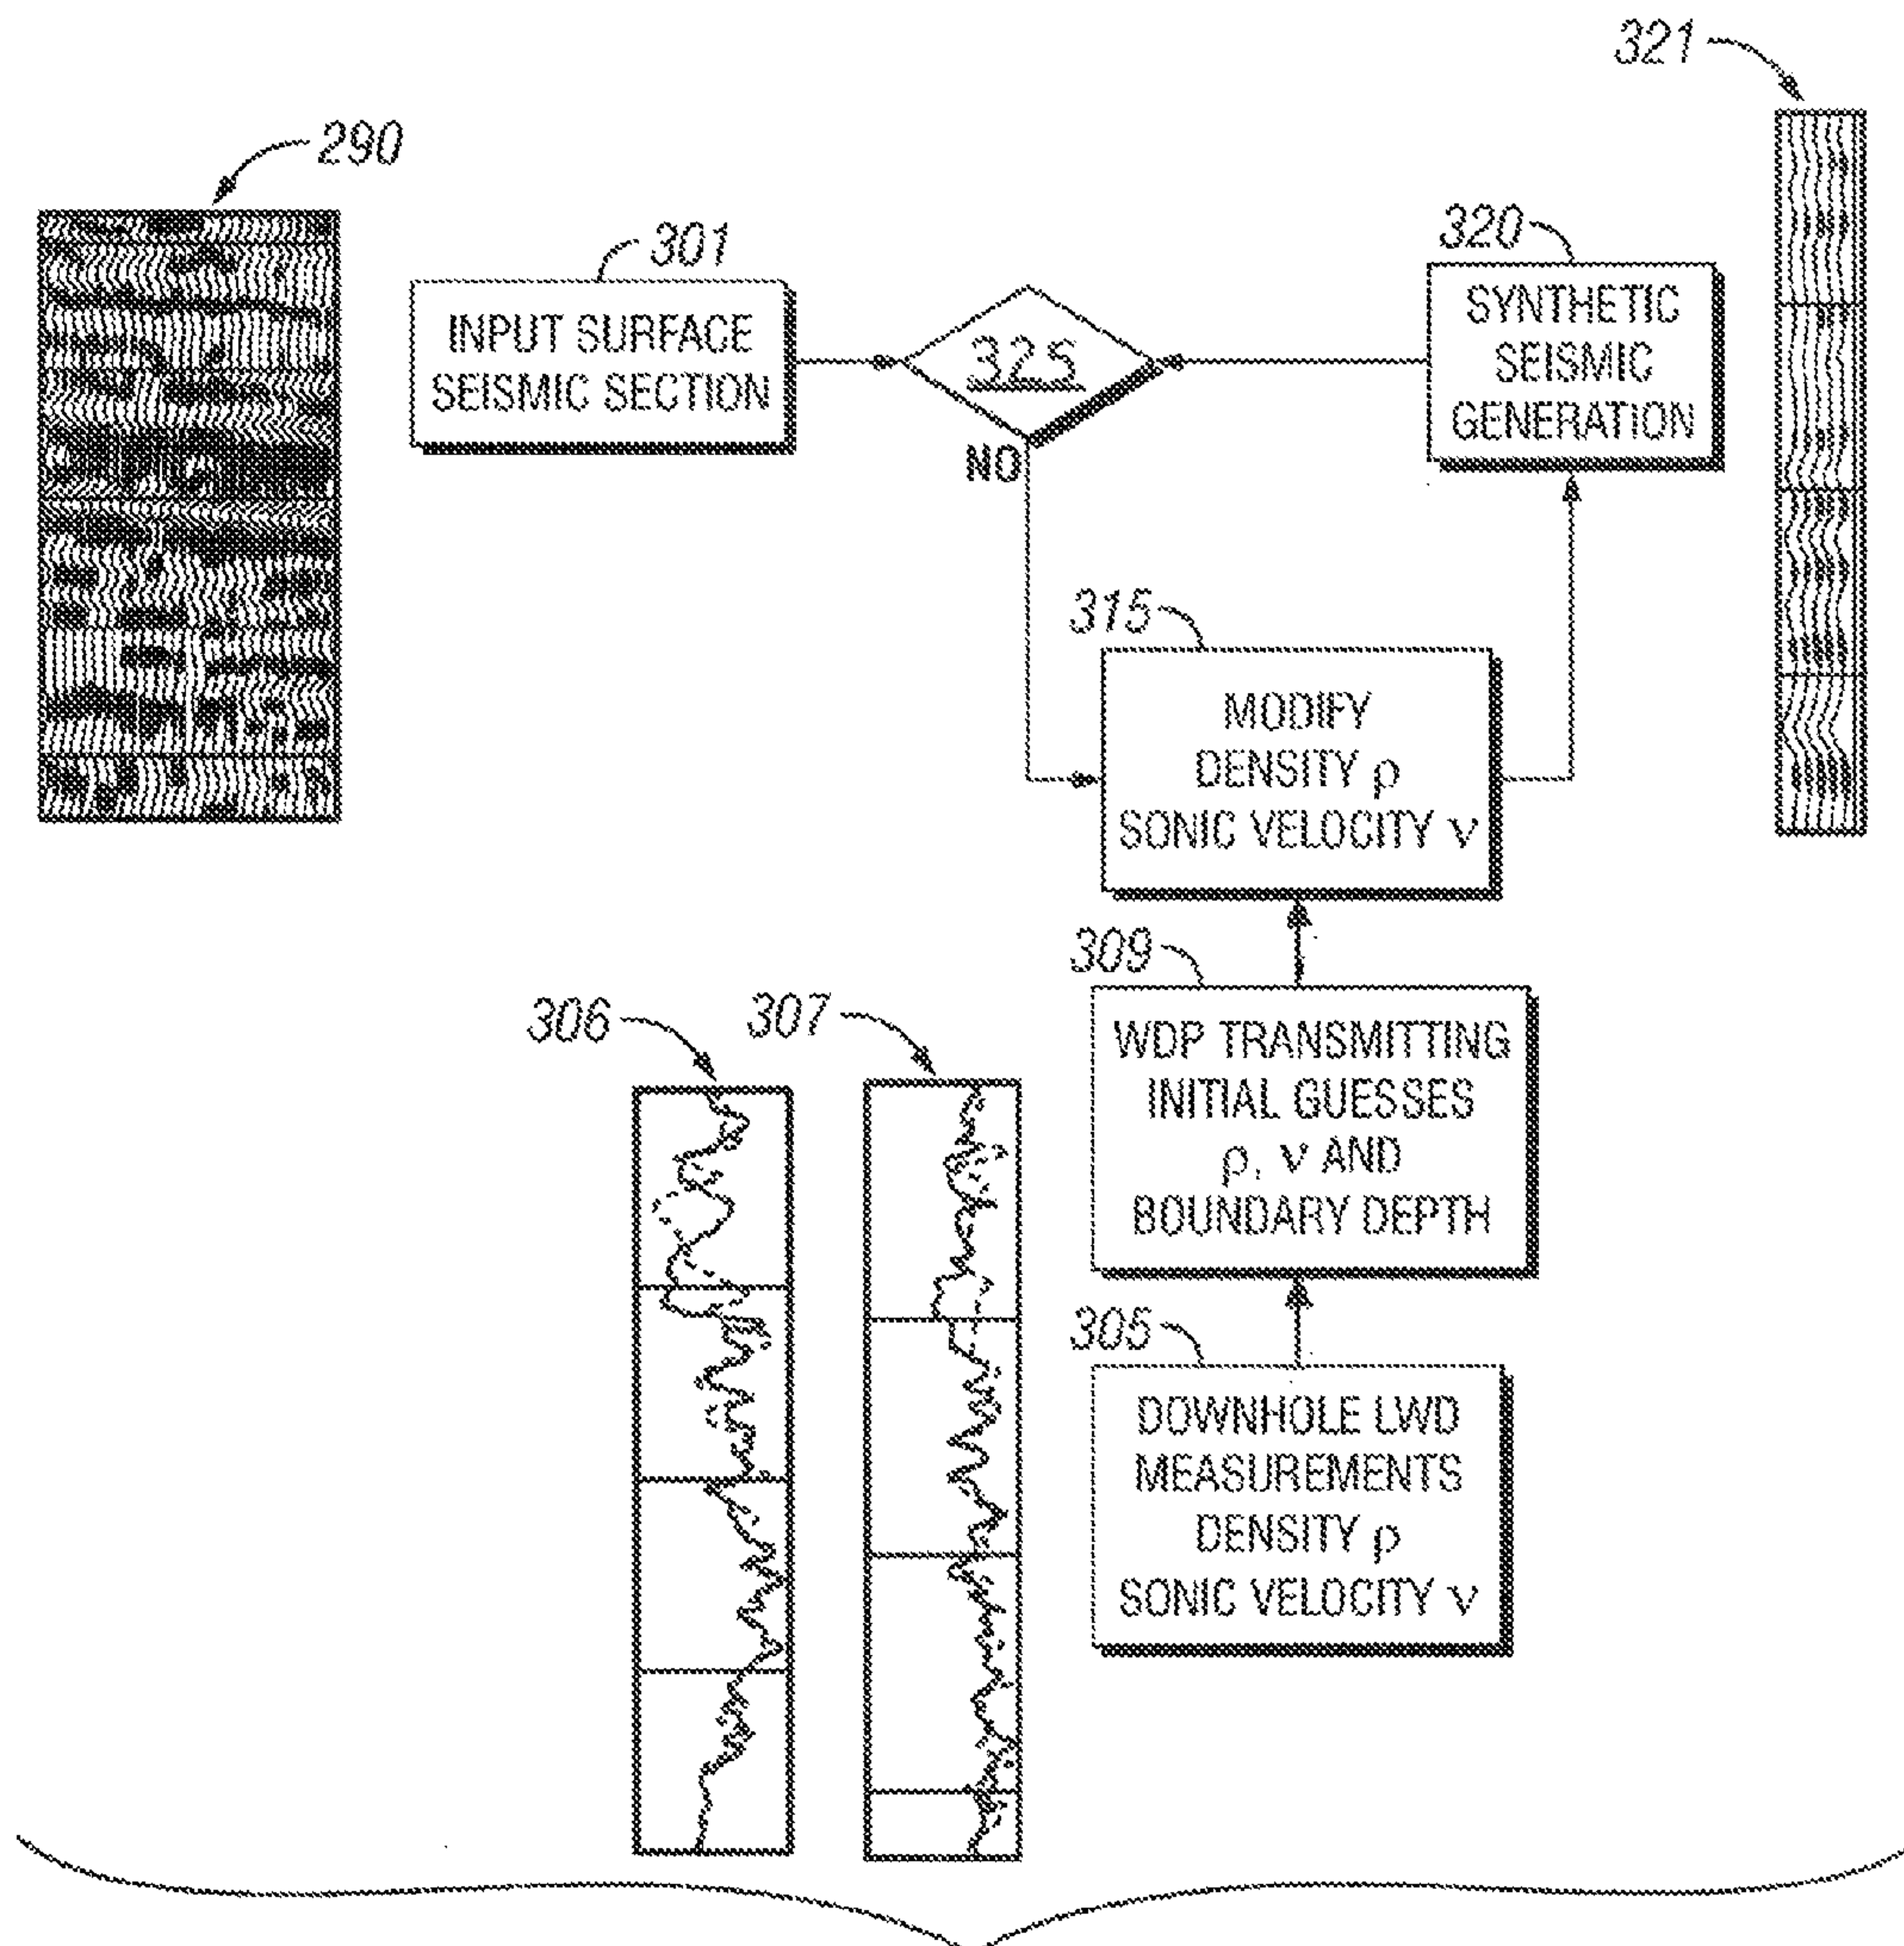 321
290
301
INPUT SURFACE
SEISMIC SECTION
325
NO
320
SYNTHETIC
SEISMIC
GENERATION
315
MODIFY
DENSITY ρ
SONIC VELOCITY ν
309
WDP TRANSMITTING
INITIAL GUESSES
ρ, ν AND
BOUNDARY DEPTH
306
307
305
DOWNHOLE LWD
MEASUREMENTS
DENSITY ρ
SONIC VELOCITY ν